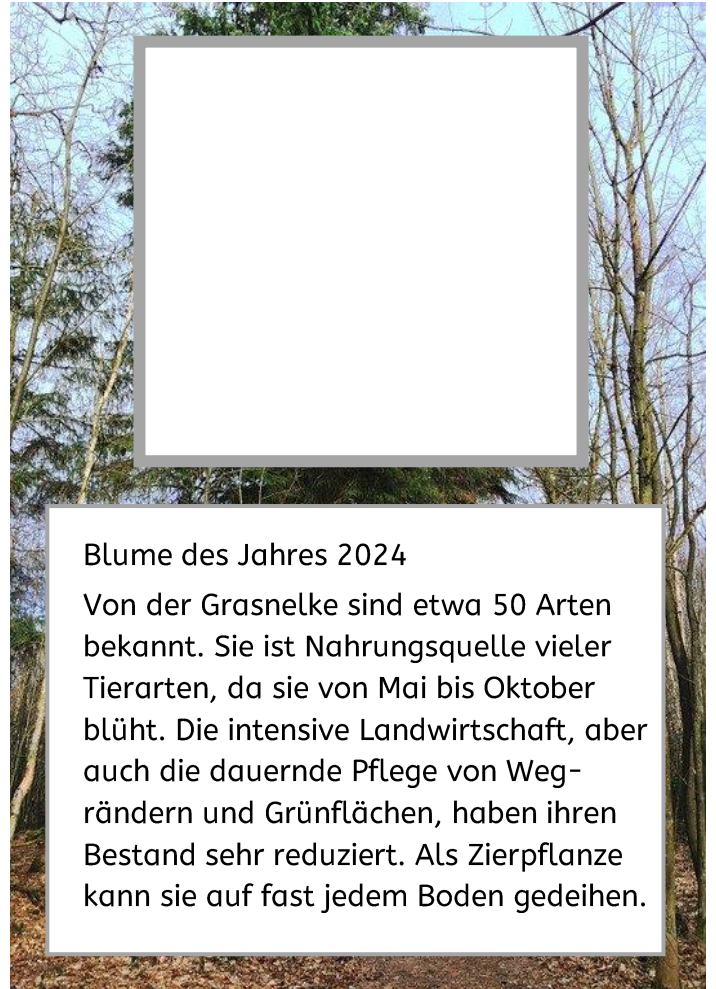 Blume des Jahres 2024
Von der Grasnelke sind etwa 50 Arten
bekannt. Sie ist Nahrungsquelle vieler
Tierarten, da sie von Mai bis Oktober
blüht. Die intensive Landwirtschaft, aber
auch die dauernde Pflege von Weg-
rändern und Grünflächen, haben ihren
Bestand sehr reduziert. Als Zierpflanze
kann sie auf fast jedem Boden gedeihen.